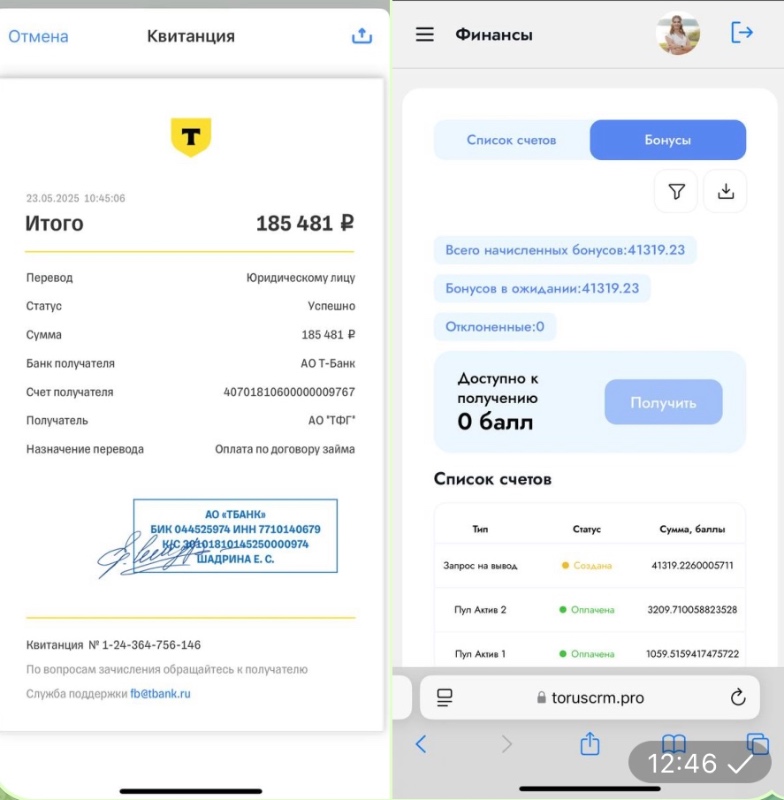 Отмена
Квитанция
Т
23.05.2025 10:45:06
Итого 185 481 ₽
Перевод Юридическому лицу
Статус Успешно
Сумма 185 481 ₽
Банк получателя АО Т-Банк
Счет получателя 40701810600000009767
Получатель АО "ТФГ"
Назначение перевода Оплата по договору займа
АО «ТБАНК»
БИК 044525974 ИНН 7710140679
К/С 30101810145250000974
ШАДРИНА Е. С.
Квитанция № 1-24-364-756-146
По вопросам зачисления обращайтесь к получателю
Служба поддержки fb@tbank.ru
Финансы
Список счетов
Бонусы
Всего начисленных бонусов:41319.23
Бонусов в ожидании:41319.23
Отклоненные:0
Доступно к
получению
0 балл
Получить
Список счетов
Тип Статус Сумма, баллы
Запрос на вывод Создана 41319.2260005711
Пул Актив 2 Оплачена 3209.710058823528
Пул Актив 1 Оплачена 1059.5159417475722
toruscrm.pro
12:46